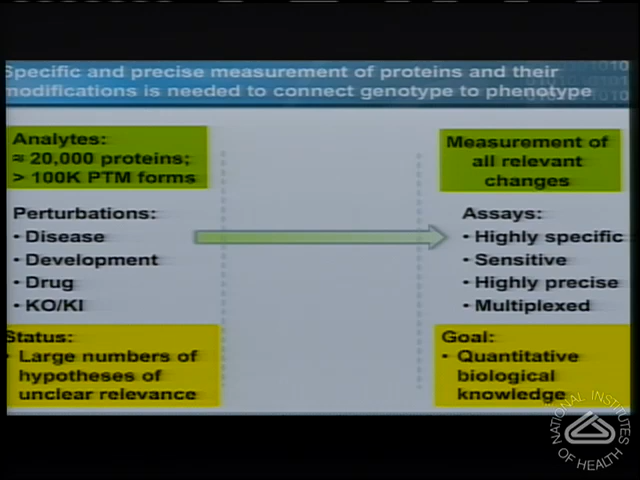 Specific and precise measurement of proteins and their
modifications is needed to connect genotype to phenotype
Analytes:
≈ 20,000 proteins;
> 100K PTM forms
Perturbations:
• Disease
• Development
• Drug
• KO/KI
Status:
• Large numbers of
hypotheses of
unclear relevance
Measurement of
all relevant
changes
Assays:
• Highly specific
• Sensitive
• Highly precise
• Multiplexed
Goal:
• Quantitative
biological
knowledge
NATIONAL INSTITUTES
OF HEALTH